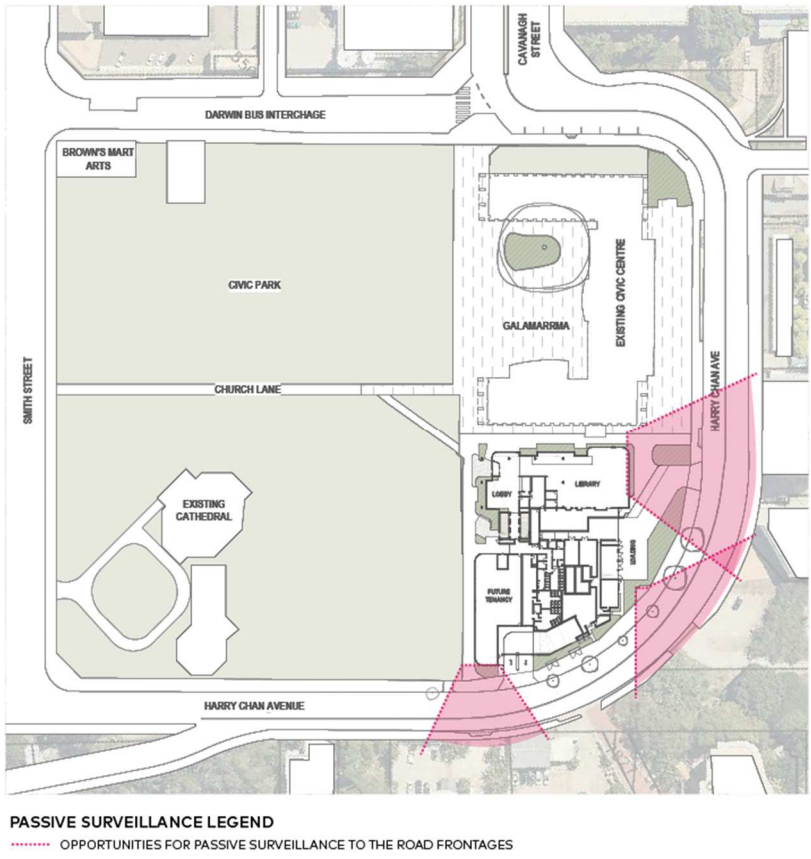 CAVANAGH
STREET
DARWIN BUS INTERCHAGE
BROWN'S MART
ARTS
CIVIC PARK
GALAMARRMA
EXISTING CIVIC CENTRE
SMITH STREET
CHURCH LANE
HARRY CHAN AVE
LOBBY
LIBRARY
EXISTING
CATHEDRAL
LOADING
FUTURE
TENANCY
HARRY CHAN AVENUE
PASSIVE SURVEILLANCE LEGEND
OPPORTUNITIES FOR PASSIVE SURVEILLANCE TO THE ROAD FRONTAGES